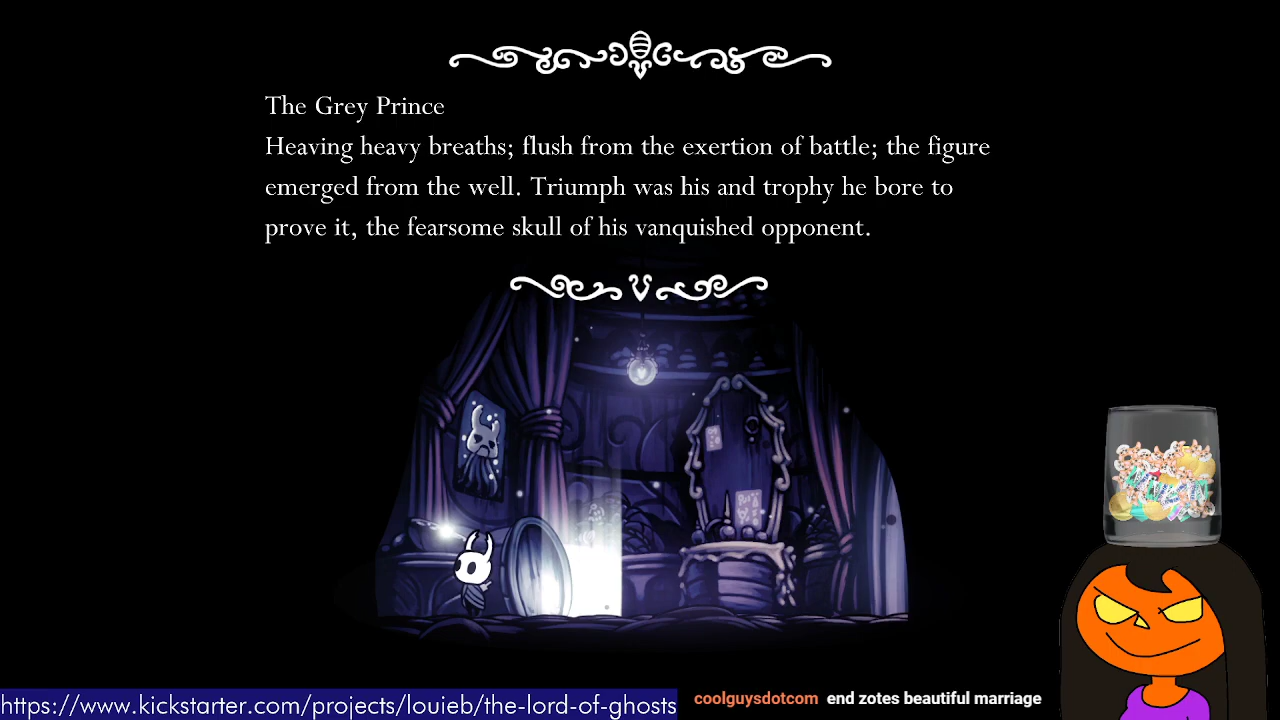 The Grey Prince
Heaving heavy breaths; flush from the exertion of battle; the figure
emerged from the well. Triumph was his and trophy he bore to
prove it, the fearsome skull of his vanquished opponent.
https://www.kickstarter.com/projects/louieb/the-lord-of-ghosts
coolguysdotcom end zotes beautiful marriage